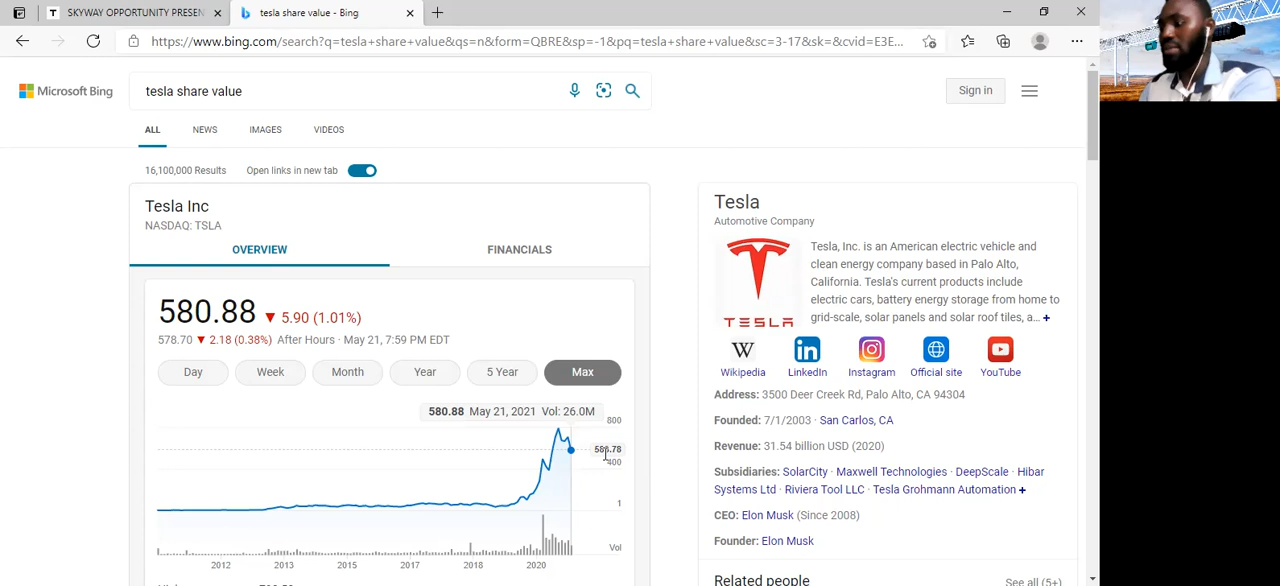 SKYWAY OPPORTUNITY PRESEN
tesla share value - Bing
https://www.bing.com/search?q=tesla+share+value&qs=n&form=QBRE&sp=-1&pq=tesla+share+value&sc=3-17&sk=&cvid=E3E...
Microsoft Bing
tesla share value
Sign in
ALL NEWS IMAGES VIDEOS
16,100,000 Results Open links in new tab
Tesla Inc
NASDAQ: TSLA
OVERVIEW FINANCIALS
580.88 ▼ 5.90 (1.01%)
578.70 ▼ 2.18 (0.38%) After Hours · May 21, 7:59 PM EDT
Day Week Month Year 5 Year Max
580.88 May 21, 2021 Vol: 26.0M
800
400
1
Vol
2012 2013 2015 2017 2018 2020
Tesla
Automotive Company
Tesla, Inc. is an American electric vehicle and
clean energy company based in Palo Alto,
California. Tesla's current products include
electric cars, battery energy storage from home to
grid-scale, solar panels and solar roof tiles, a... +
TESLA
W
Wikipedia LinkedIn Instagram Official site YouTube
Address: 3500 Deer Creek Rd, Palo Alto, CA 94304
Founded: 7/1/2003 · San Carlos, CA
Revenue: 31.54 billion USD (2020)
Subsidiaries: SolarCity · Maxwell Technologies · DeepScale · Hibar
Systems Ltd · Riviera Tool LLC · Tesla Grohmann Automation +
CEO: Elon Musk (Since 2008)
Founder: Elon Musk
Related people See all (5+)